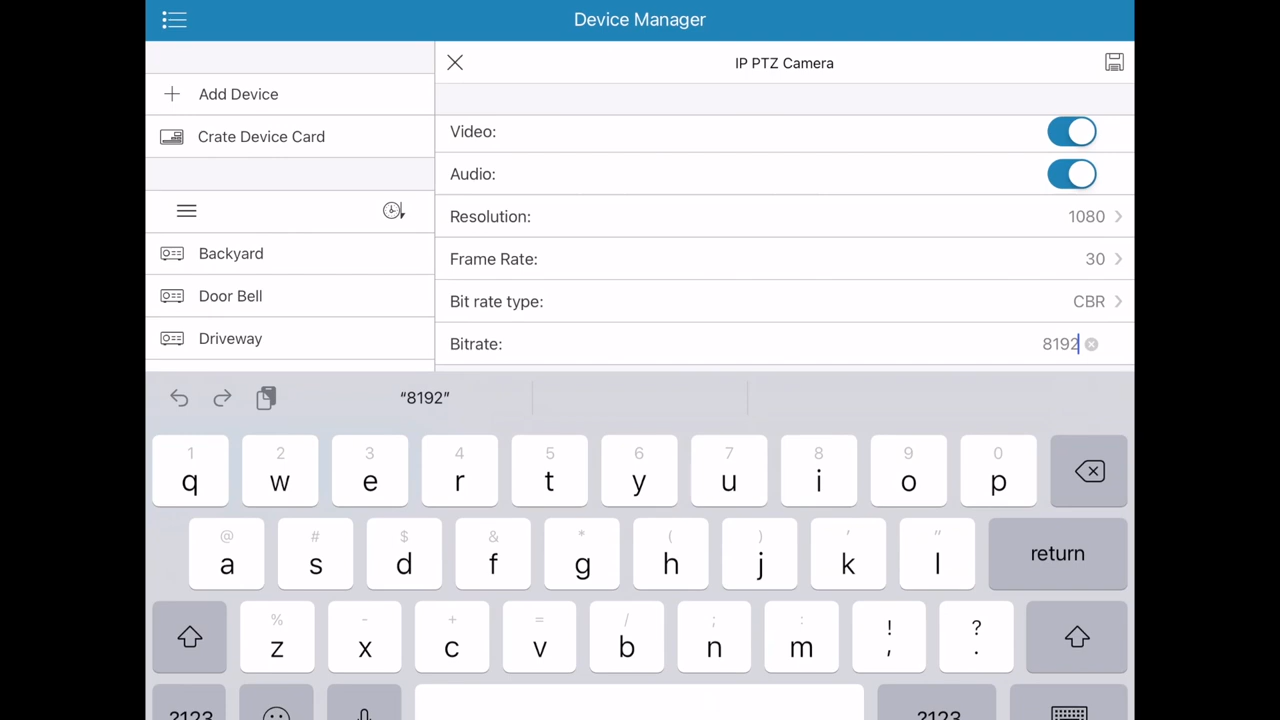 Device Manager
IP PTZ Camera
Add Device
Crate Device Card
Backyard
Door Bell
Driveway
Video:
Audio:
Resolution: 1080
Frame Rate: 30
Bit rate type: CBR
Bitrate: 8192
“8192”
1 2 3 4 5 6 7 8 9 0
q w e r t y u i o p
@ # $ & * ( ) ' "
a s d f g h j k l return
% - + = / ; : ! ?
z x c v b n m , .
.?123 .?123